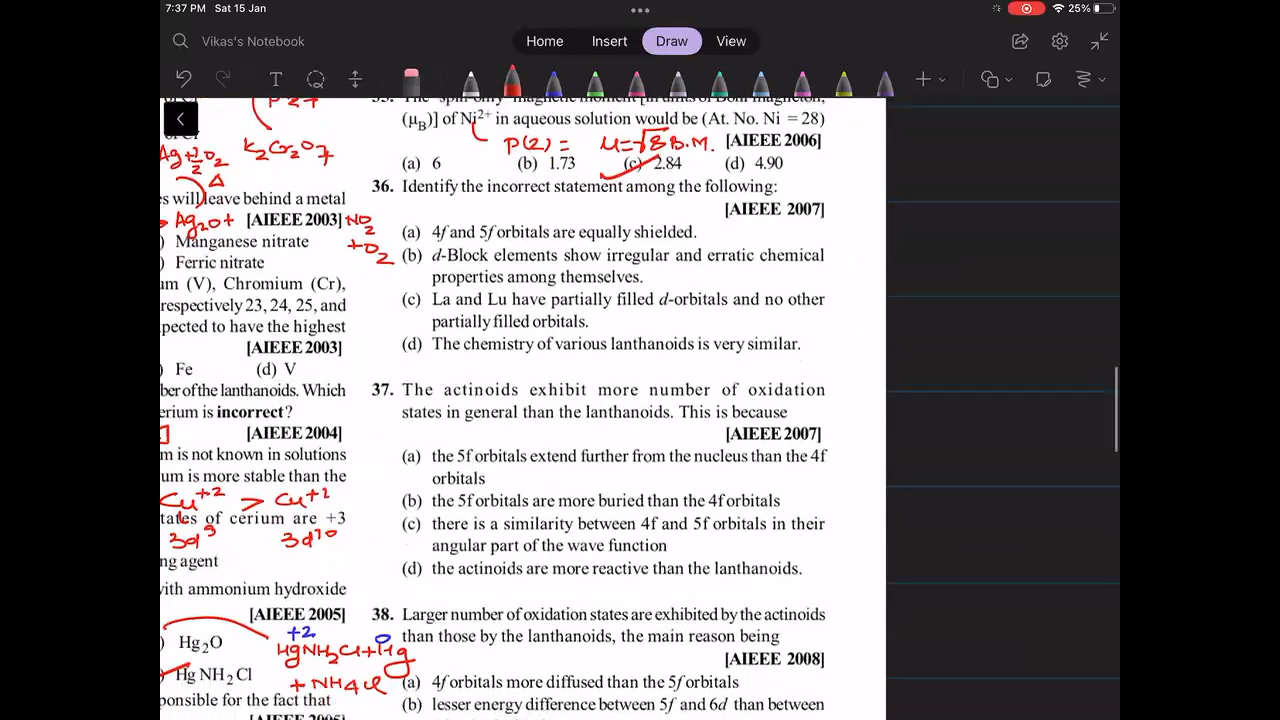 7:37 PM Sat 15 Jan
25%
Vikas's Notebook
Home Insert Draw View
K2Cr2O7
Ag+½O2
Δ
es will leave behind a metal
Ag2O+ [AIEEE 2003] NO2
+O2
Manganese nitrate
Ferric nitrate
um (V), Chromium (Cr),
respectively 23, 24, 25, and
pected to have the highest
[AIEEE 2003]
Fe (d) V
ber of the lanthanoids. Which
erium is incorrect?
[AIEEE 2004]
m is not known in solutions
um is more stable than the
Cu+2 > Cu+1
tates of cerium are +3
3d9 3d10
ng agent
with ammonium hydroxide
[AIEEE 2005]
Hg2O
+2 0
HgNH2Cl+Hg
Hg NH2Cl
+ NH4Cl
ponsible for the fact that
(μB)] of Ni2+ in aqueous solution would be (At. No. Ni = 28)
P(2) = u=√8 B.M. [AIEEE 2006]
(a) 6 (b) 1.73 (c) 2.84 (d) 4.90
36. Identify the incorrect statement among the following:
[AIEEE 2007]
(a) 4f and 5f orbitals are equally shielded.
(b) d-Block elements show irregular and erratic chemical
properties among themselves.
(c) La and Lu have partially filled d-orbitals and no other
partially filled orbitals.
(d) The chemistry of various lanthanoids is very similar.
37. The actinoids exhibit more number of oxidation
states in general than the lanthanoids. This is because
[AIEEE 2007]
(a) the 5f orbitals extend further from the nucleus than the 4f
orbitals
(b) the 5f orbitals are more buried than the 4f orbitals
(c) there is a similarity between 4f and 5f orbitals in their
angular part of the wave function
(d) the actinoids are more reactive than the lanthanoids.
38. Larger number of oxidation states are exhibited by the actinoids
than those by the lanthanoids, the main reason being
[AIEEE 2008]
(a) 4f orbitals more diffused than the 5f orbitals
(b) lesser energy difference between 5f and 6d than between